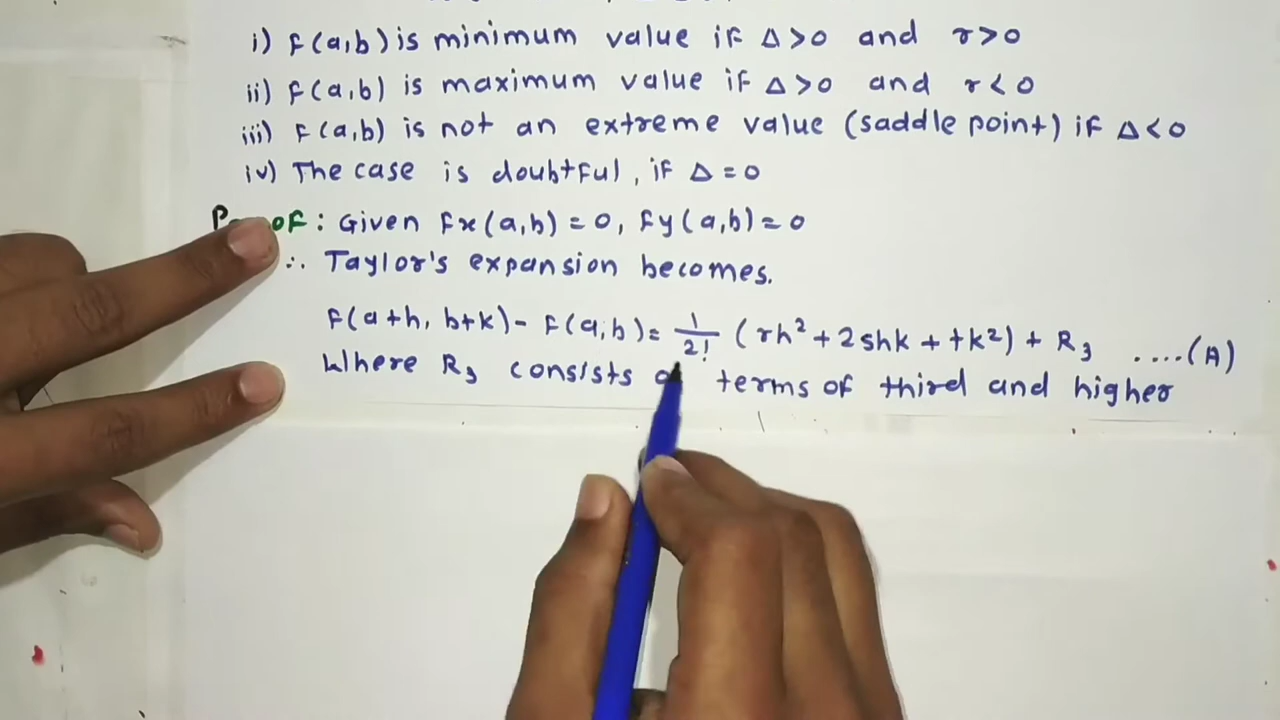 i) f(a,b) is minimum value if Δ>0 and r>0
ii) f(a,b) is maximum value if Δ>0 and r<0
iii) f(a,b) is not an extreme value (saddle point) if Δ<0
iv) The case is doubtful, if Δ=0
Proof: Given fx(a,b)=0, fy(a,b)=0
∴ Taylor's expansion becomes.
f(a+h, b+k)- f(a,b)= 1/2! (rh²+2shk+tk²)+R₃ ....(A)
Where R₃ consists terms of third and higher